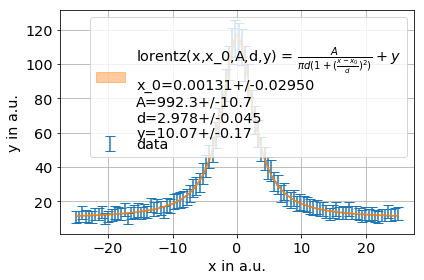 lorentz(x,x_0,A,d,y) = \frac{A}{πd(1+(\frac{x-x_0}{d})^2)} + y
x_0=0.00131+/-0.02950
A=992.3+/-10.7
d=2.978+/-0.045
y=10.07+/-0.17
data
120
100
80
60
40
20
y in a.u.
−20 −10 0 10 20
x in a.u.